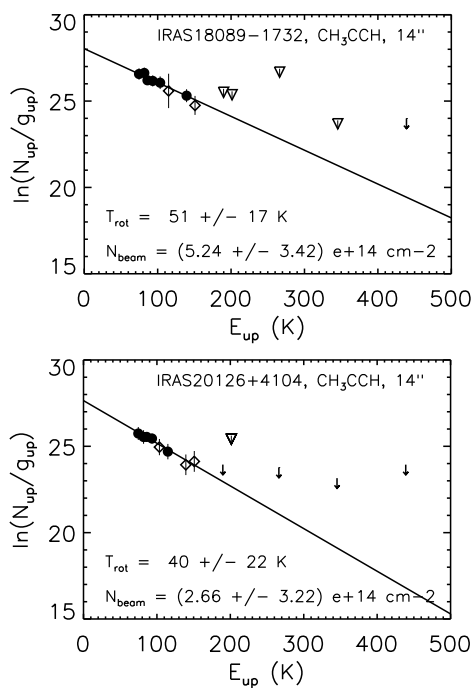 IRAS18089−1732, CH₃CCH, 14"
30
25
20
15
ln(Nup/gup)
Trot = 51 +/− 17 K
Nbeam = (5.24 +/− 3.42) e+14 cm−2
0 100 200 300 400 500
Eup (K)
IRAS20126+4104, CH₃CCH, 14"
30
25
20
15
ln(Nup/gup)
Trot = 40 +/− 22 K
Nbeam = (2.66 +/− 3.22) e+14 cm−2
0 100 200 300 400 500
Eup (K)